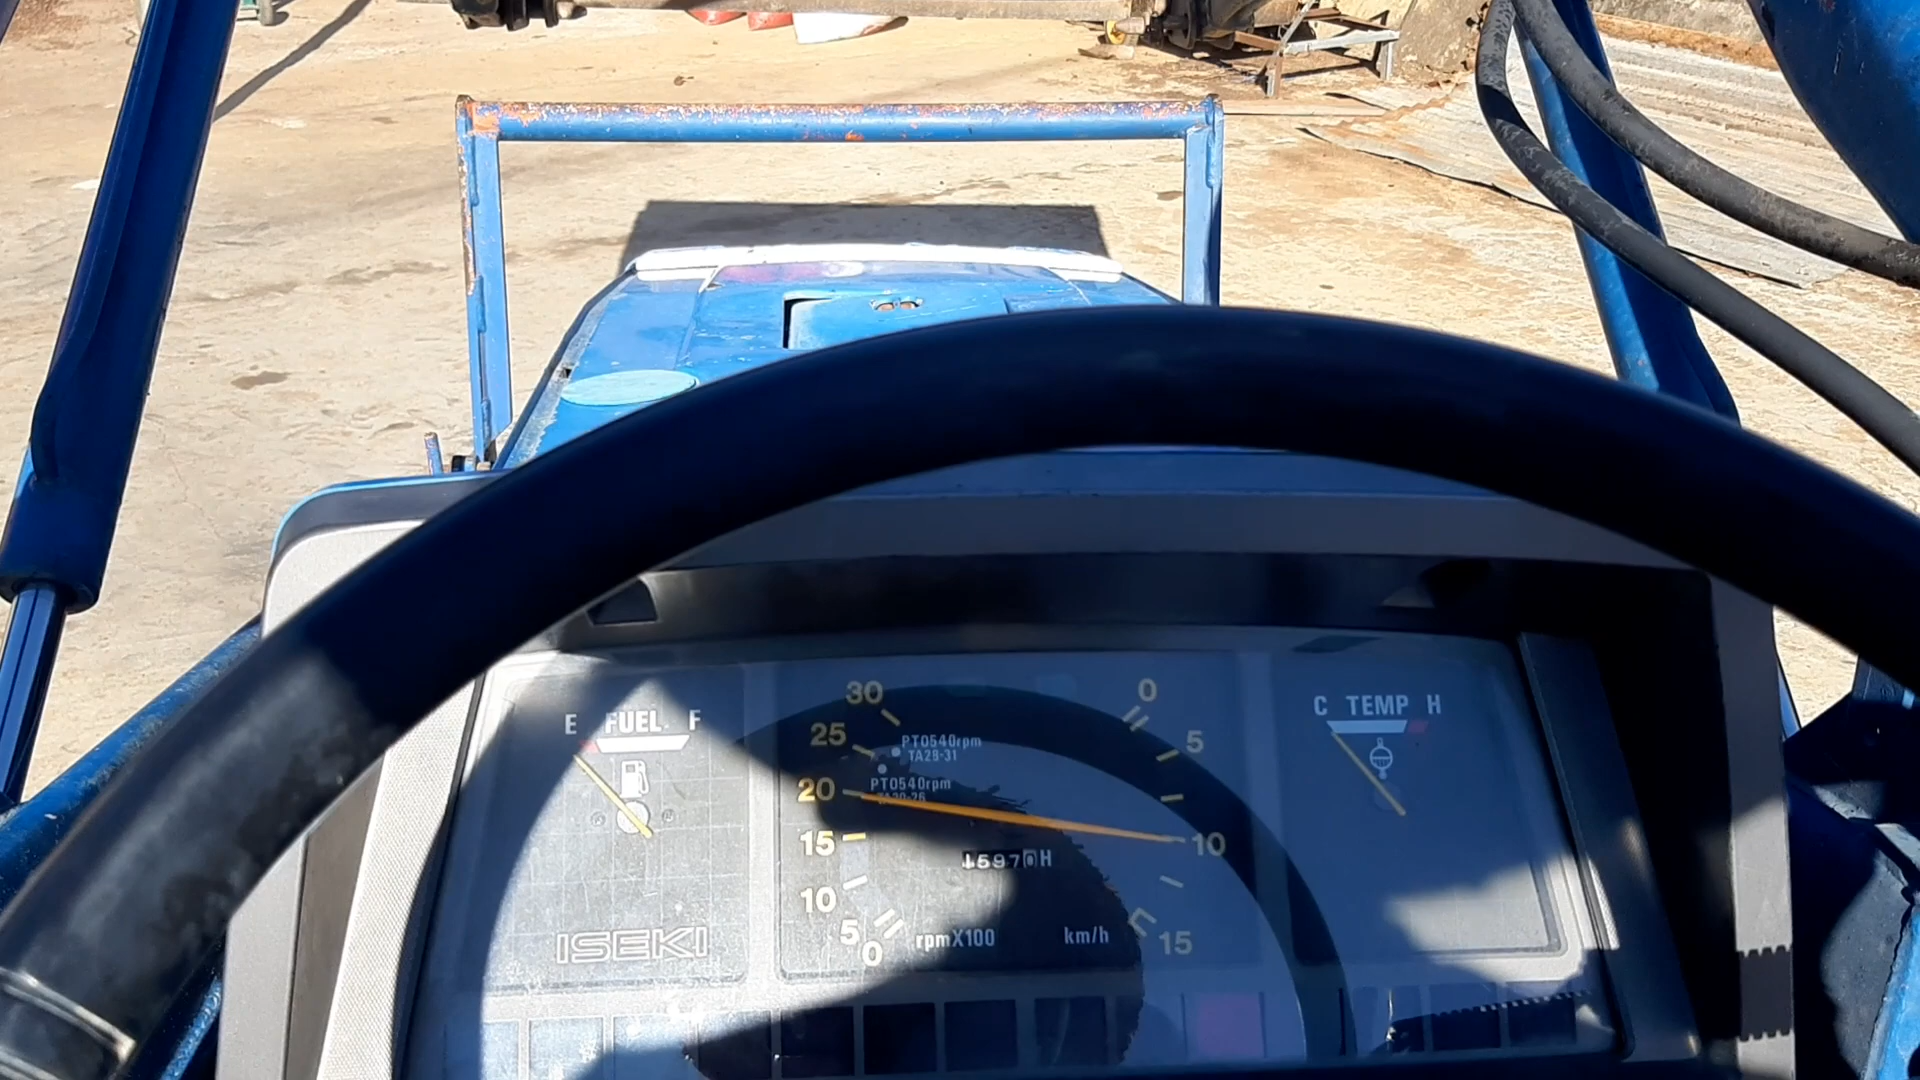 E FUEL F
30
25
20
15
10
5
0
PTO540rpm
TA28-31
PTO540rpm
0
5
10
15
H
rpmX100
km/h
C TEMP H
ISEKI